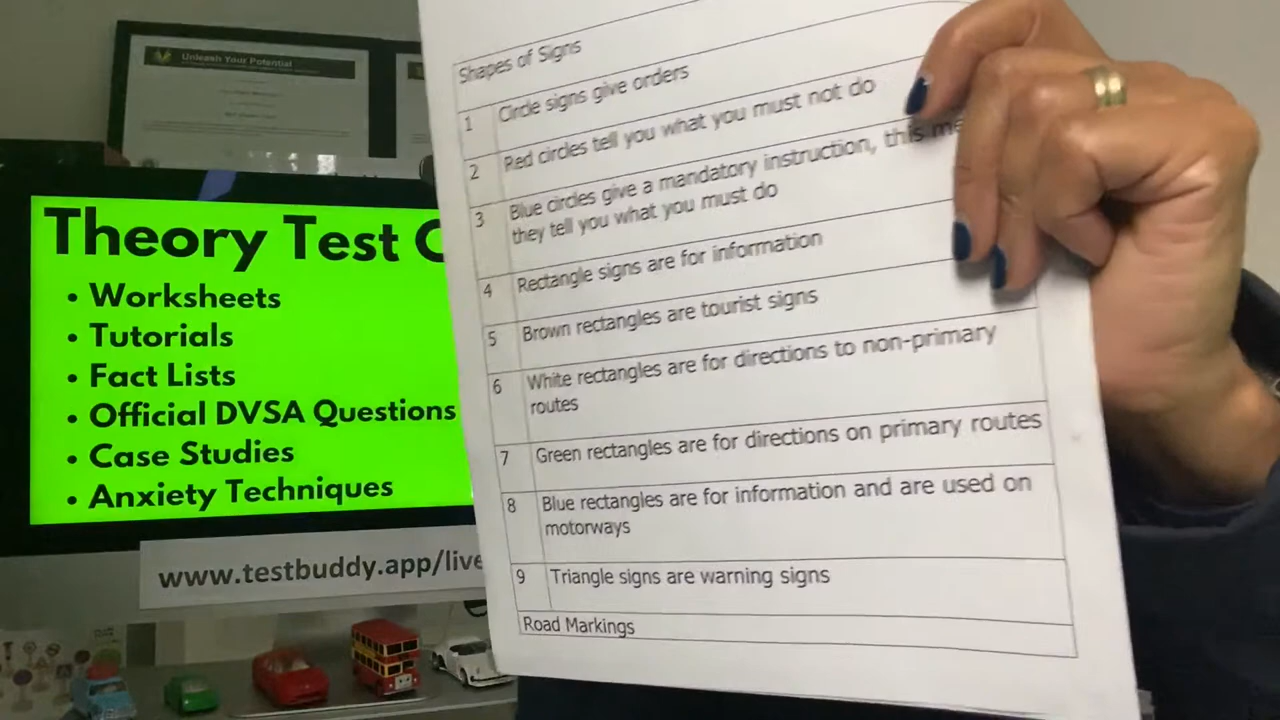 Unleash Your Potential
Theory Test
• Worksheets
• Tutorials
• Fact Lists
• Official DVSA Questions
• Case Studies
• Anxiety Techniques
www.testbuddy.app/live
Shapes of Signs
1 Circle signs give orders
2 Red circles tell you what you must not do
3 Blue circles give a mandatory instruction, this
they tell you what you must do
4 Rectangle signs are for information
5 Brown rectangles are tourist signs
6 White rectangles are for directions to non-primary
routes
7 Green rectangles are for directions on primary routes
8 Blue rectangles are for information and are used on
motorways
9 Triangle signs are warning signs
Road Markings